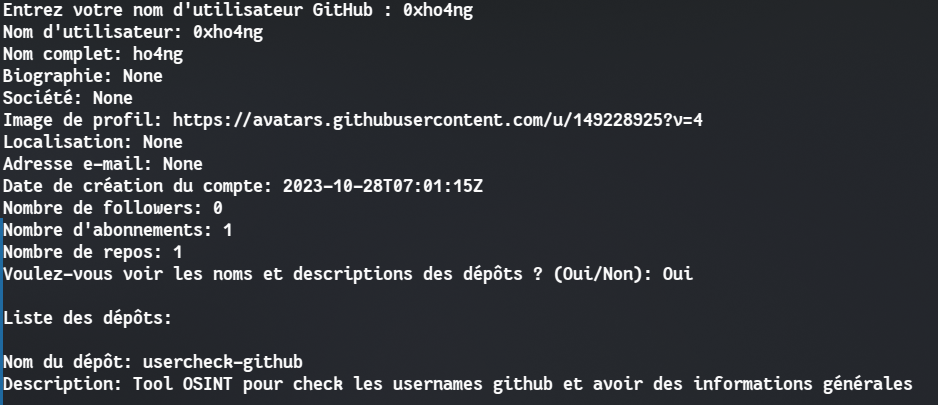 Entrez votre nom d'utilisateur GitHub : 0xho4ng
Nom d'utilisateur: 0xho4ng
Nom complet: ho4ng
Biographie: None
Société: None
Image de profil: https://avatars.githubusercontent.com/u/149228925?v=4
Localisation: None
Adresse e-mail: None
Date de création du compte: 2023-10-28T07:01:15Z
Nombre de followers: 0
Nombre d'abonnements: 1
Nombre de repos: 1
Voulez-vous voir les noms et descriptions des dépôts ? (Oui/Non): Oui
Liste des dépôts:
Nom du dépôt: usercheck-github
Description: Tool OSINT pour check les usernames github et avoir des informations générales